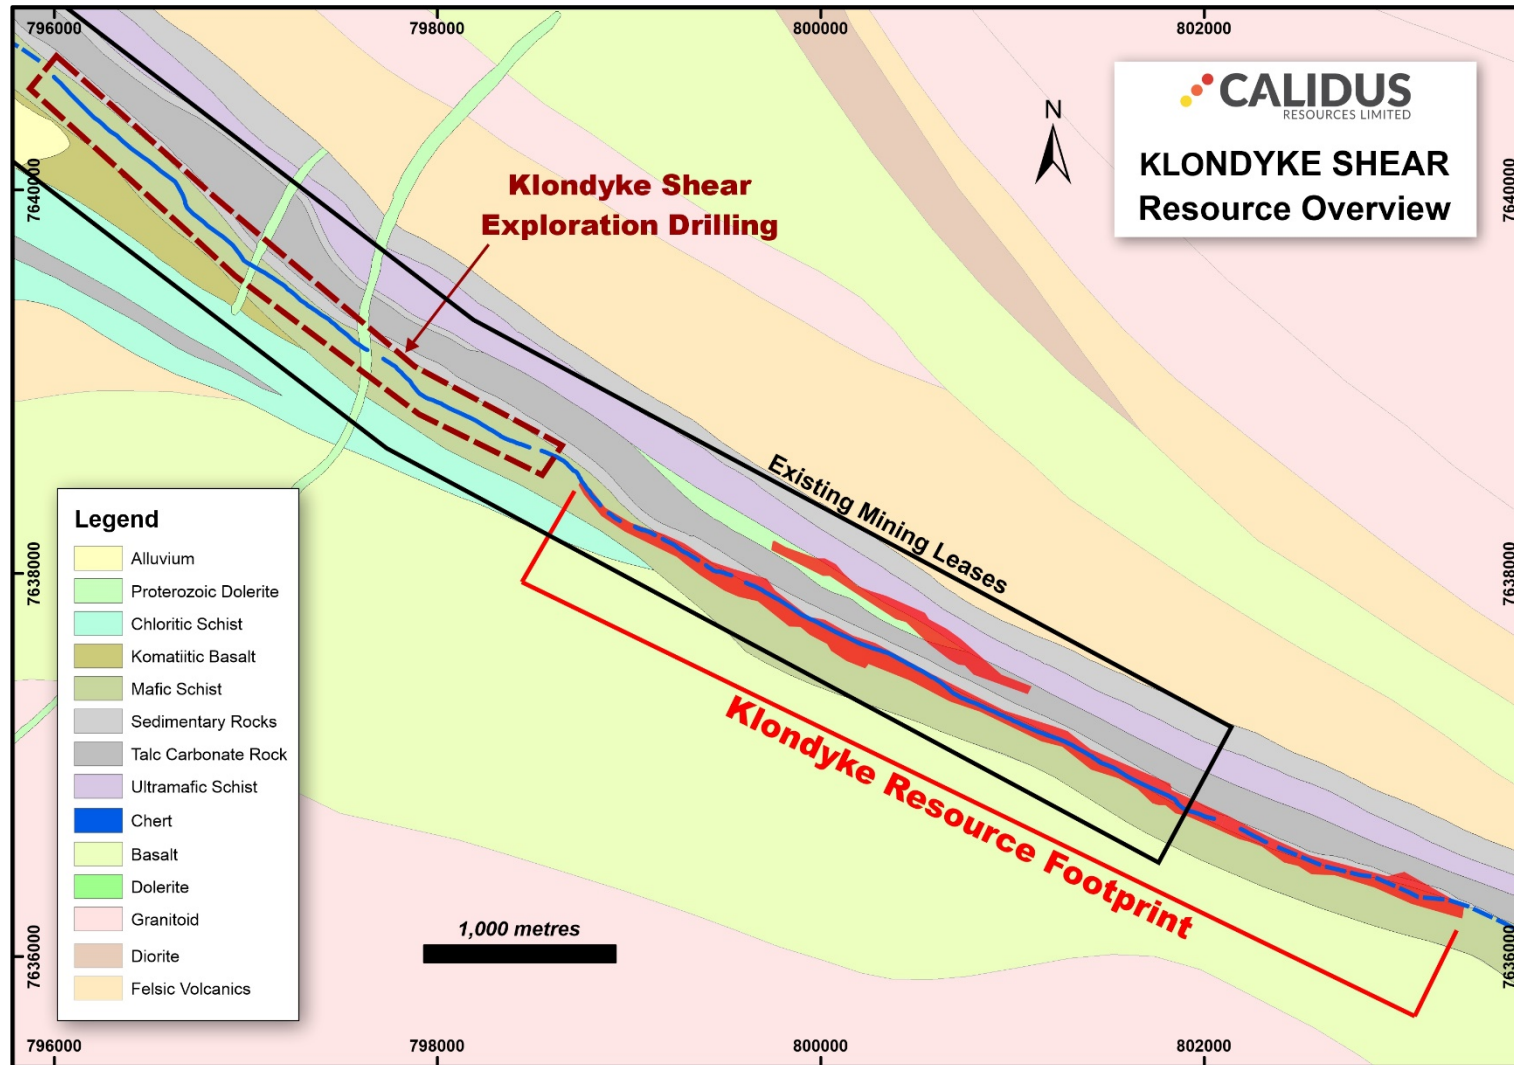 796000
798000
800000
802000
CALIDUS
RESOURCES LIMITED
KLONDYKE SHEAR
Resource Overview
N
7640000
7640000
Klondyke Shear
Exploration Drilling
Existing Mining Leases
Legend
Alluvium
Proterozoic Dolerite
Chloritic Schist
Komatiitic Basalt
Mafic Schist
Sedimentary Rocks
Talc Carbonate Rock
Ultramafic Schist
Chert
Basalt
Dolerite
Granitoid
Diorite
Felsic Volcanics
7638000
7638000
Klondyke Resource Footprint
1,000 metres
7636000
7636000
796000
798000
800000
802000